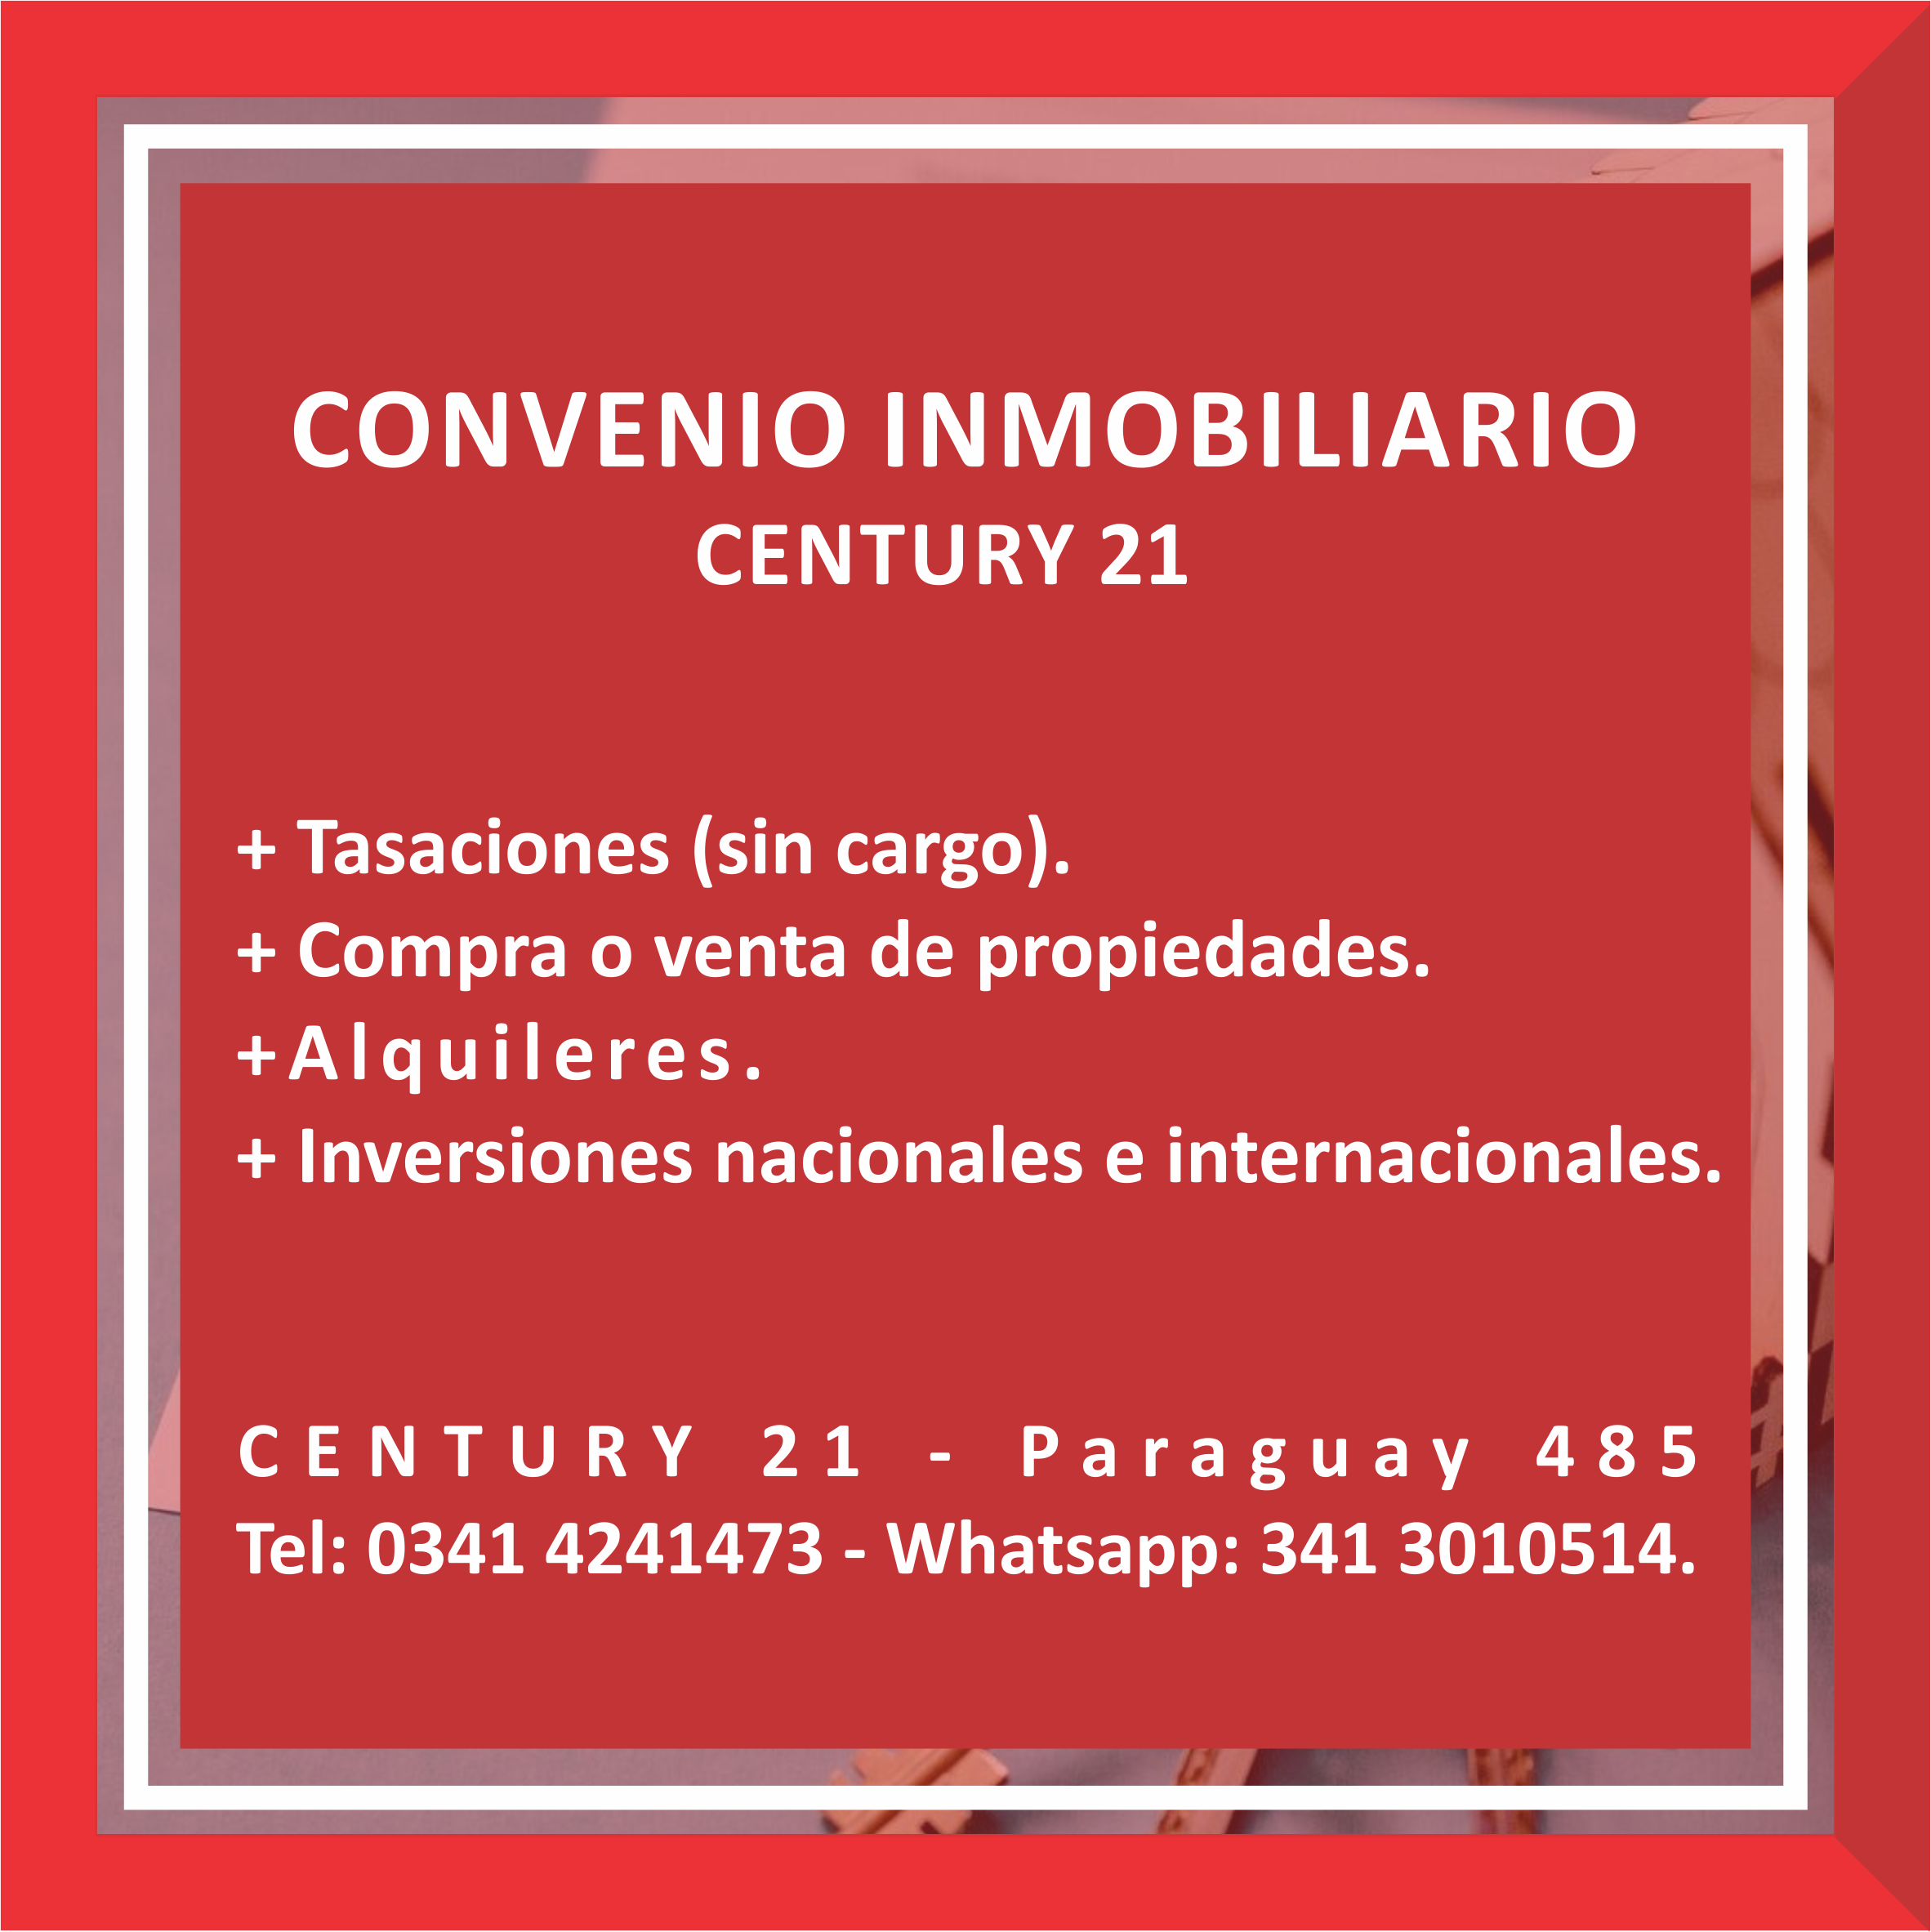 CONVENIO INMOBILIARIO
CENTURY 21
+ Tasaciones (sin cargo).
+ Compra o venta de propiedades.
+Alquileres.
+ Inversiones nacionales e internacionales.
CENTURY 21 - Paraguay 485
Tel: 0341 4241473 - Whatsapp: 341 3010514.